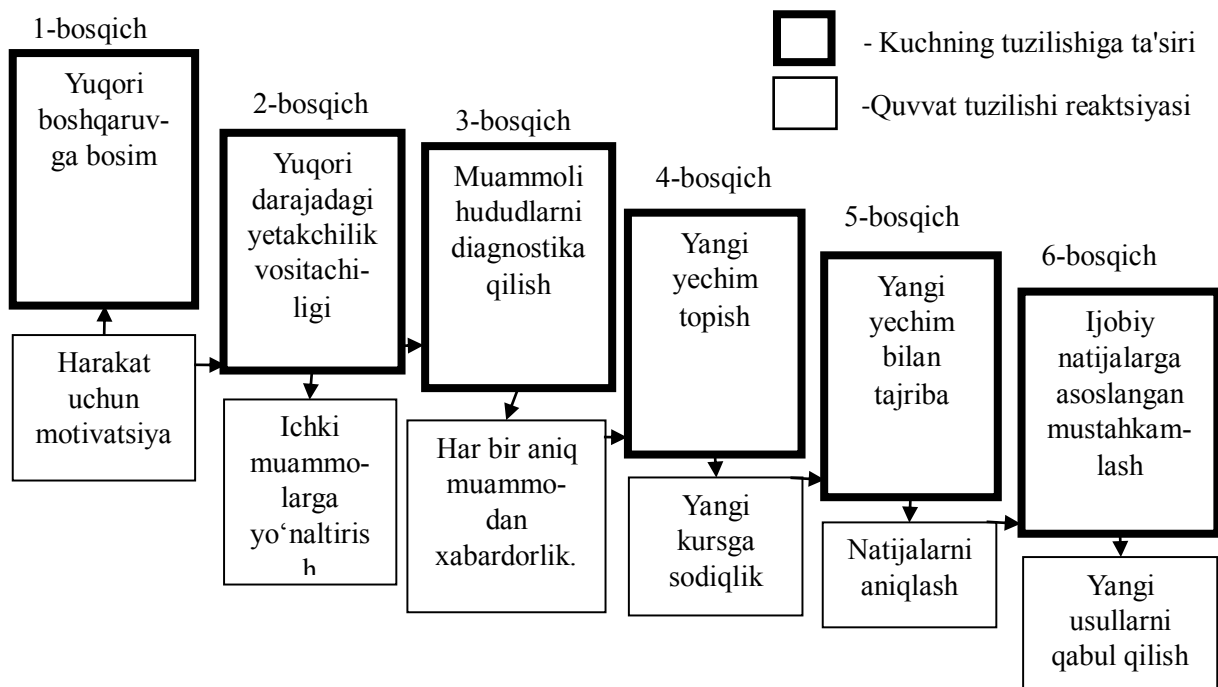 1-bosqich
Yuqori
boshqaruv-
ga bosim
Harakat
uchun
motivatsiya
2-bosqich
Yuqori
darajadagi
yetakchilik
vositachi-
ligi
Ichki
muammo-
larga
yo‘naltiris
h
3-bosqich
Muammoli
hududlarni
diagnostika
qilish
Har bir aniq
muammo-
dan
xabardorlik.
4-bosqich
Yangi
yechim
topish
Yangi
kursga
sodiqlik
5-bosqich
Yangi
yechim
bilan
tajriba
Natijalarni
aniqlash
6-bosqich
Ijobiy
natijalarga
asoslangan
mustahkam-
lash
Yangi
usullarni
qabul qilish
- Kuchning tuzilishiga ta'siri
-Quvvat tuzilishi reaktsiyasi